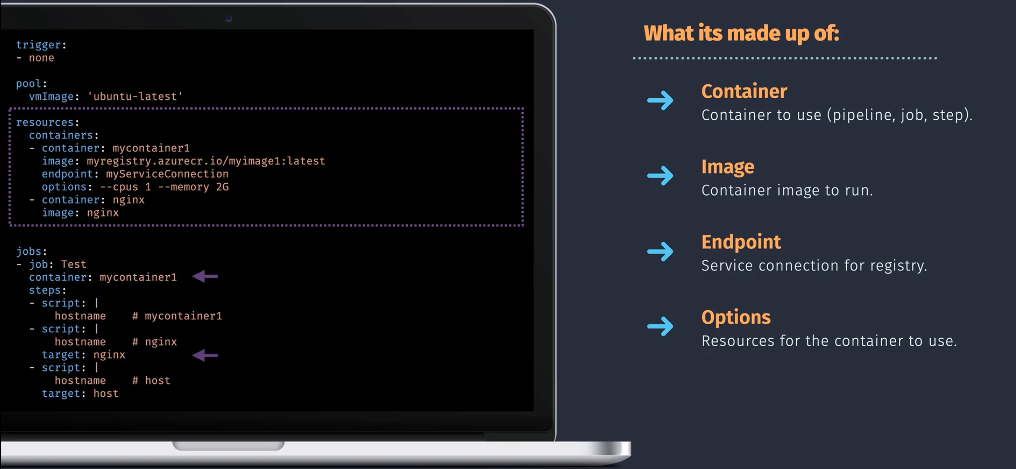 trigger:
- none
pool:
  vmImage: 'ubuntu-latest'
resources:
  containers:
  - container: mycontainer1
    image: myregistry.azurecr.io/myimage1:latest
    endpoint: myServiceConnection
    options: --cpus 1 --memory 2G
  - container: nginx
    image: nginx
jobs:
- job: Test
  container: mycontainer1
  steps:
  - script: |
      hostname    # mycontainer1
  - script: |
      hostname    # nginx
    target: nginx
  - script: |
      hostname    # host
    target: host
What its made up of:
Container
Container to use (pipeline, job, step).
Image
Container image to run.
Endpoint
Service connection for registry.
Options
Resources for the container to use.